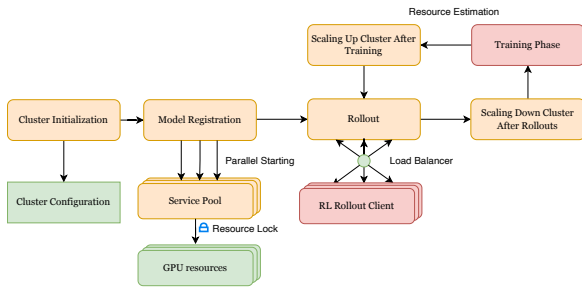 Resource Estimation
Scaling Up Cluster After
Training
Training Phase
Cluster Initialization
Model Registration
Rollout
Scaling Down Cluster
After Rollouts
Parallel Starting
Load Balancer
Cluster Configuration
Service Pool
RL Rollout Client
Resource Lock
GPU resources